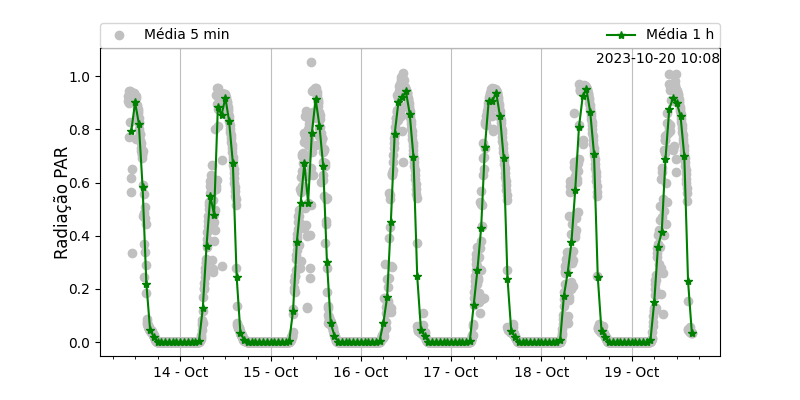 Média 5 min
Média 1 h
2023-10-20 10:08
Radiação PAR
1.0
0.8
0.6
0.4
0.2
0.0
14 - Oct
15 - Oct
16 - Oct
17 - Oct
18 - Oct
19 - Oct